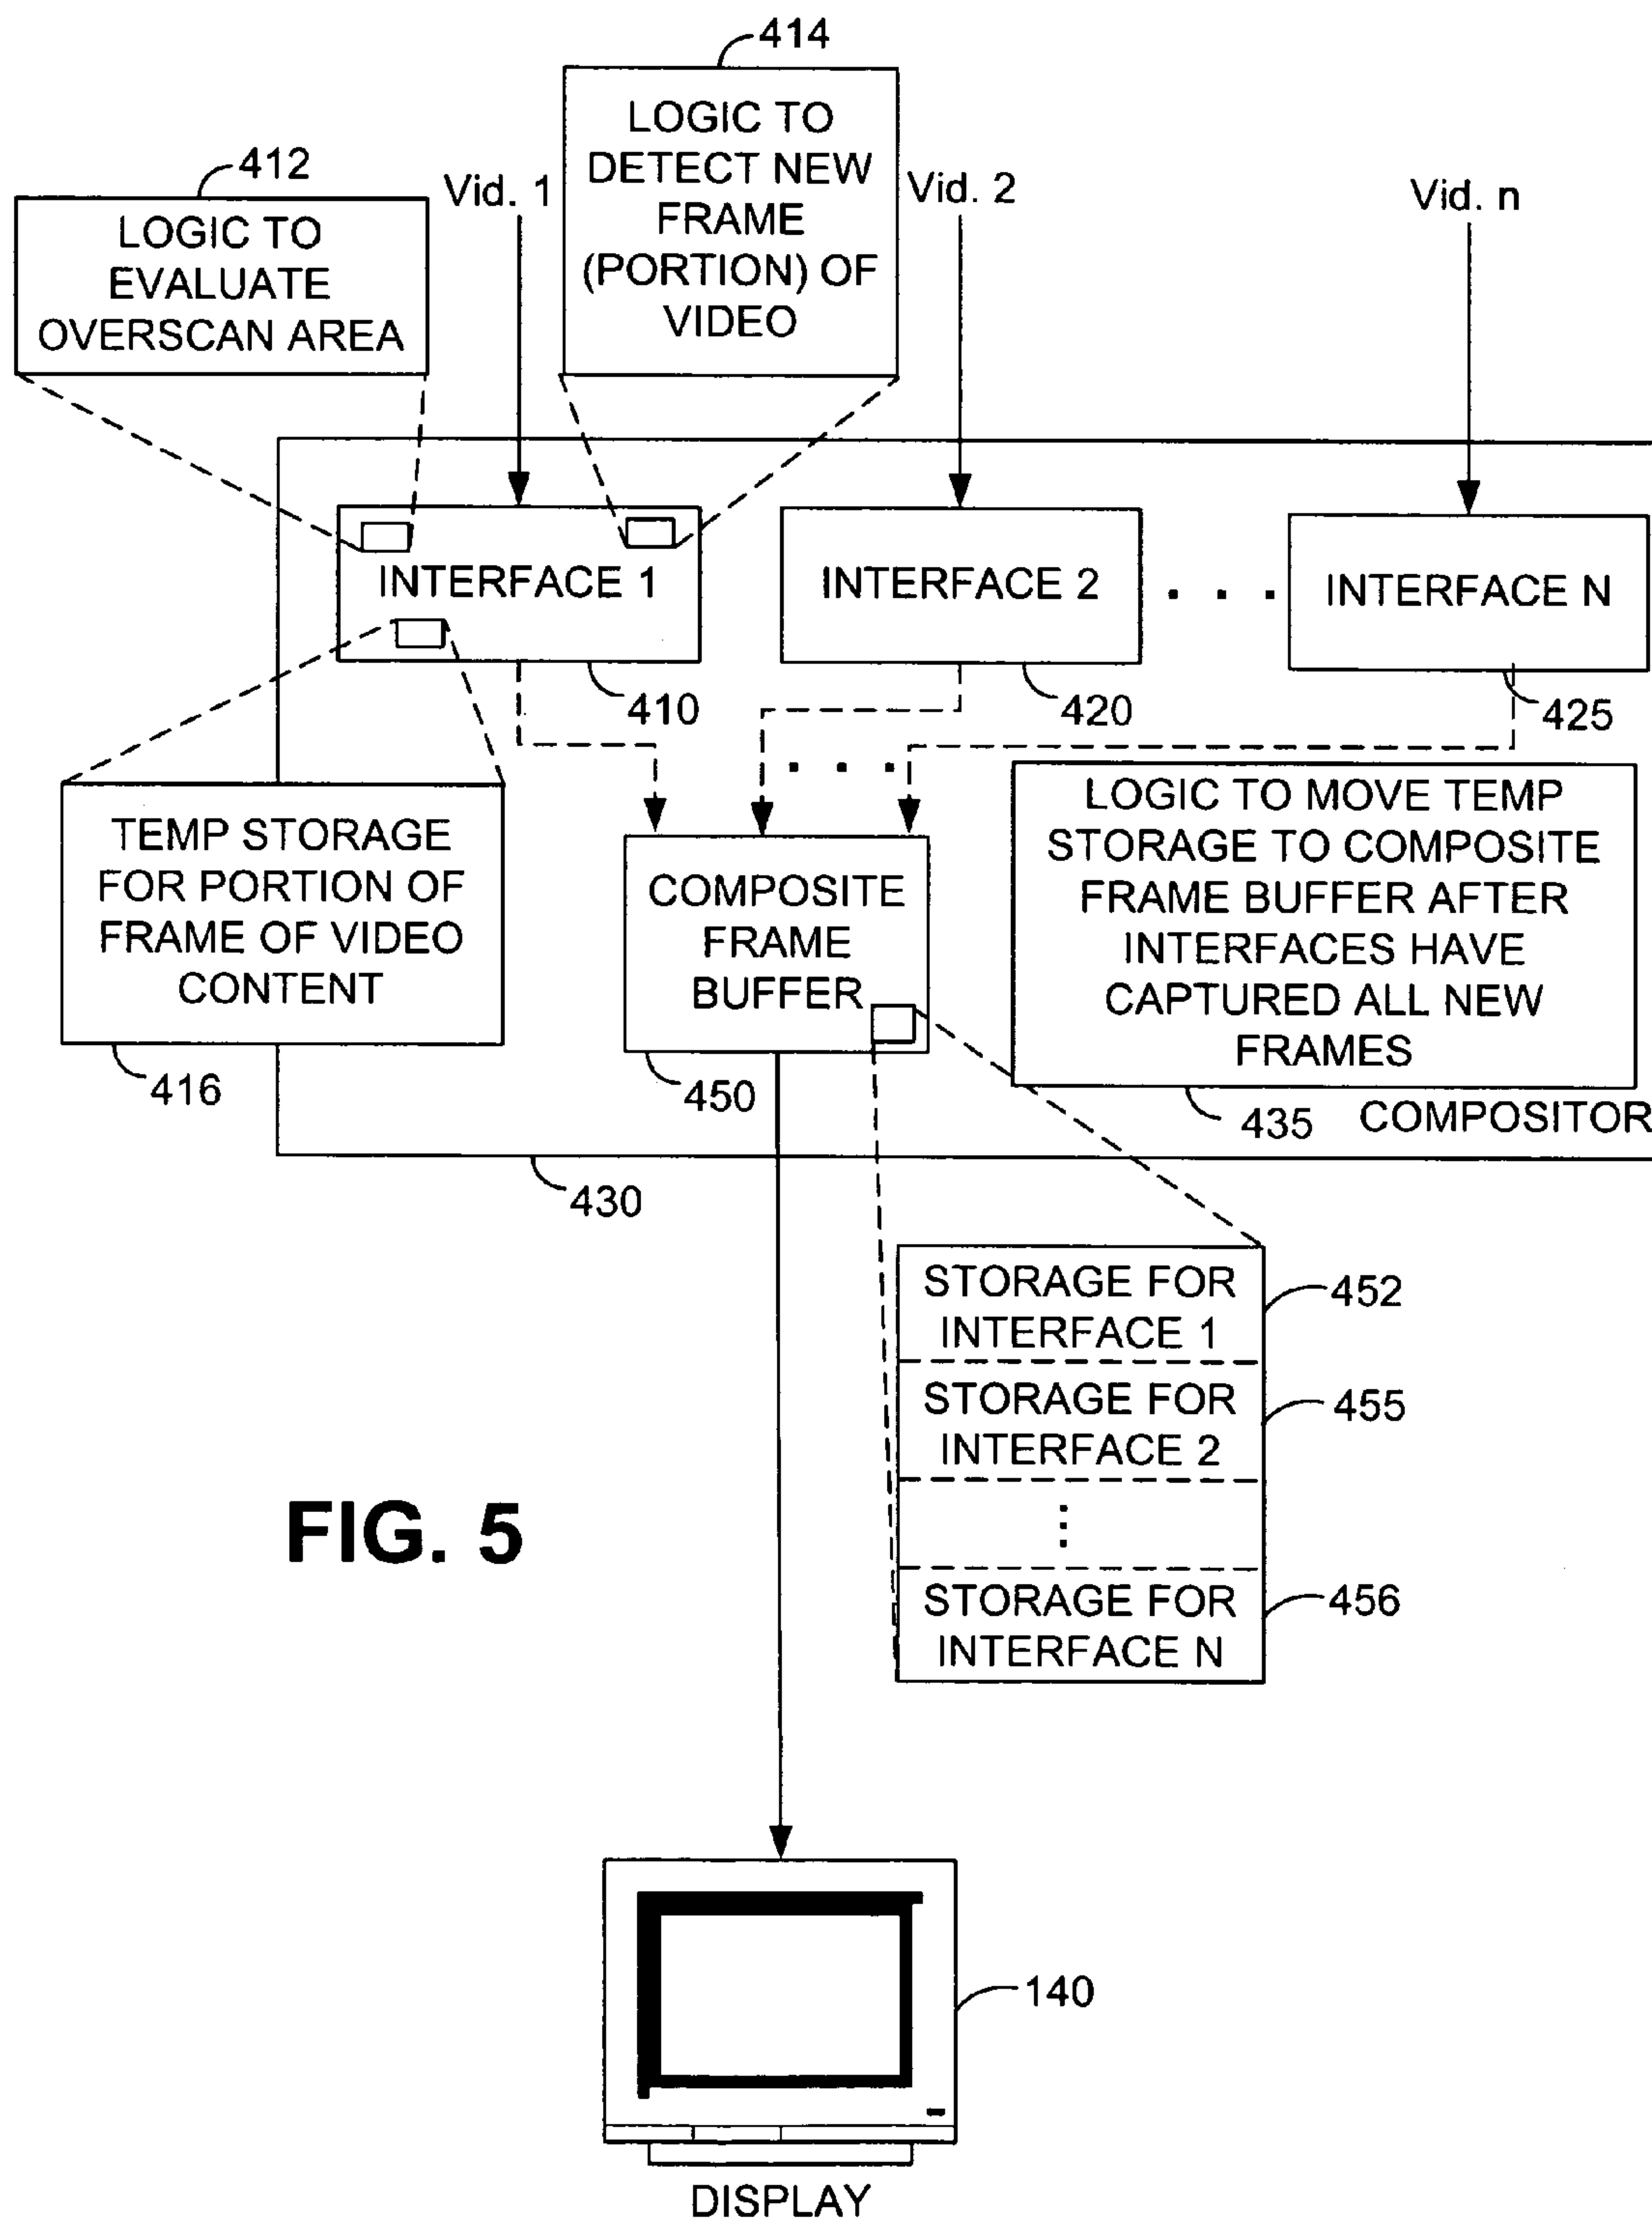 414
LOGIC TO
DETECT NEW
FRAME
(PORTION) OF
VIDEO
412
LOGIC TO
EVALUATE
OVERSCAN AREA
Vid. 1
Vid. 2
Vid. n
INTERFACE 1
INTERFACE 2
. . .
INTERFACE N
410
420
425
. . .
TEMP STORAGE
FOR PORTION OF
FRAME OF VIDEO
CONTENT
416
COMPOSITE
FRAME
BUFFER
450
LOGIC TO MOVE TEMP
STORAGE TO COMPOSITE
FRAME BUFFER AFTER
INTERFACES HAVE
CAPTURED ALL NEW
FRAMES
435
COMPOSITOR
430
STORAGE FOR
INTERFACE 1
452
STORAGE FOR
INTERFACE 2
455
⋮
STORAGE FOR
INTERFACE N
456
FIG. 5
140
DISPLAY